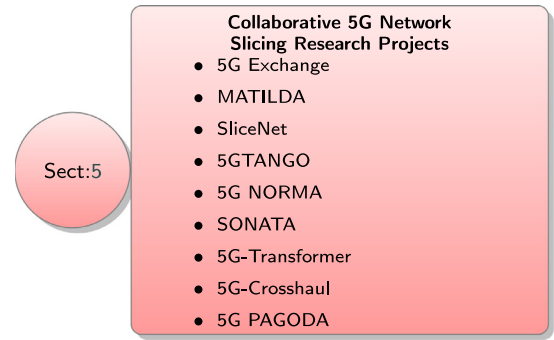 Collaborative 5G Network
Slicing Research Projects
• 5G Exchange
• MATILDA
• SliceNet
Sect:5
• 5GTANGO
• 5G NORMA
• SONATA
• 5G-Transformer
• 5G-Crosshaul
• 5G PAGODA